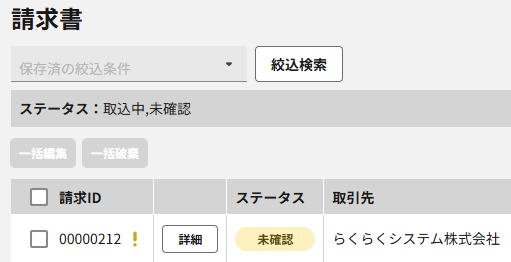 請求書
保存済の絞込条件
絞込検索
ステータス：取込中,未確認
一括編集 一括破棄
請求ID ステータス 取引先
00000212 詳細 未確認 らくらくシステム株式会社